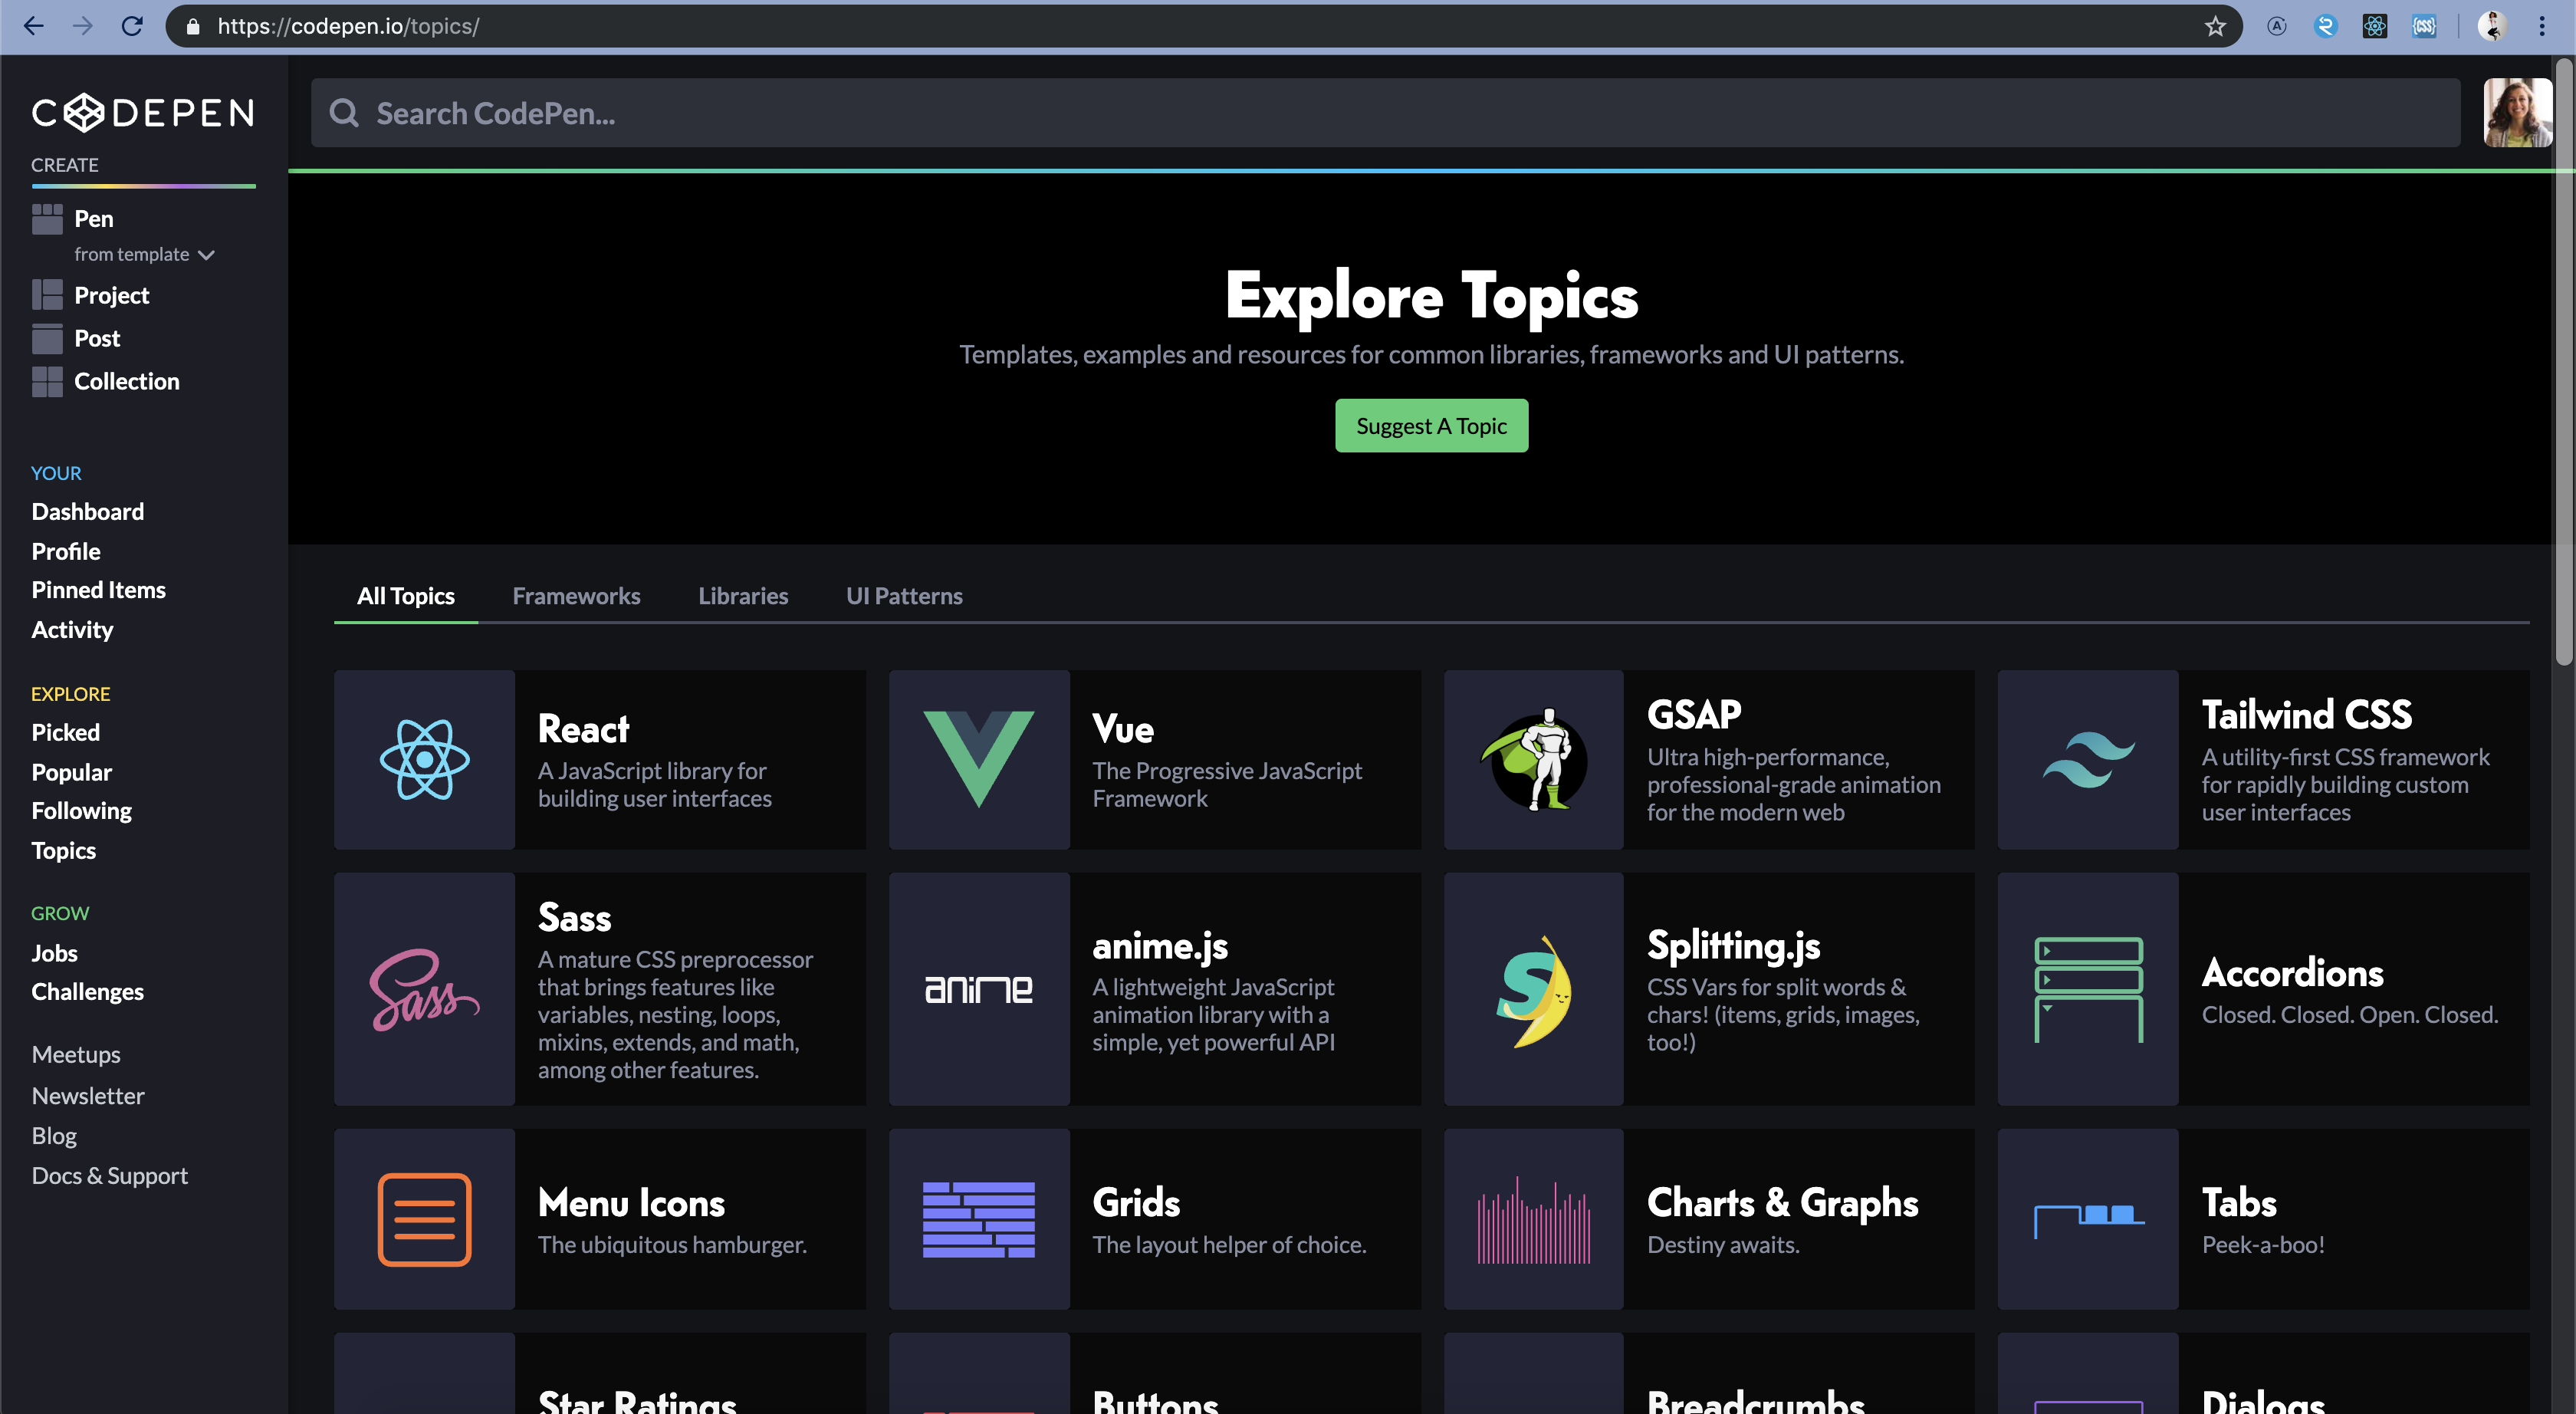 https://codepen.io/topics/
CODEPEN
Search CodePen...
CREATE
Pen
from template
Project
Post
Collection
YOUR
Dashboard
Profile
Pinned Items
Activity
EXPLORE
Picked
Popular
Following
Topics
GROW
Jobs
Challenges
Meetups
Newsletter
Blog
Docs & Support
Explore Topics
Templates, examples and resources for common libraries, frameworks and UI patterns.
Suggest A Topic
All Topics
Frameworks
Libraries
UI Patterns
React
A JavaScript library for
building user interfaces
Vue
The Progressive JavaScript
Framework
GSAP
Ultra high-performance,
professional-grade animation
for the modern web
Tailwind CSS
A utility-first CSS framework
for rapidly building custom
user interfaces
Sass
Sass
A mature CSS preprocessor
that brings features like
variables, nesting, loops,
mixins, extends, and math,
among other features.
anime
anime.js
A lightweight JavaScript
animation library with a
simple, yet powerful API
S
Splitting.js
CSS Vars for split words &
chars! (items, grids, images,
too!)
Accordions
Closed. Closed. Open. Closed.
Menu Icons
The ubiquitous hamburger.
Grids
The layout helper of choice.
Charts & Graphs
Destiny awaits.
Tabs
Peek-a-boo!
Star Ratings
Buttons
Breadcrumbs
Dialogs
A
{CSS}